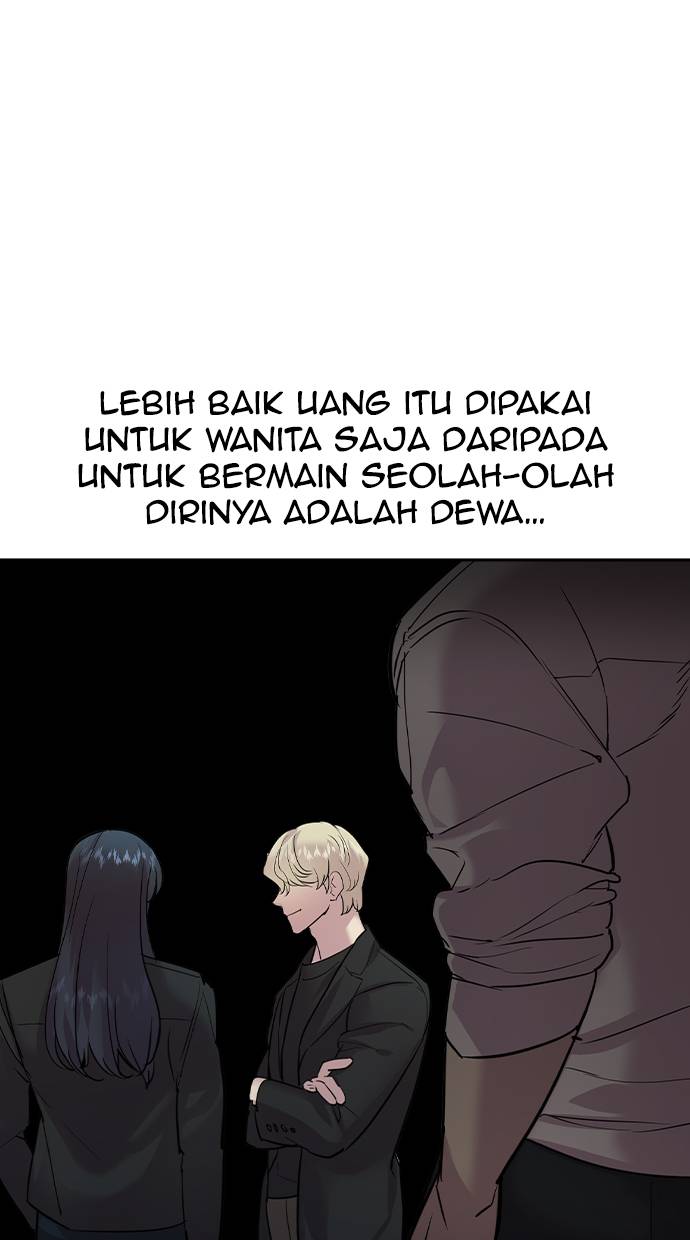 LEBIH BAIK UANG ITU DIPAKAI
UNTUK WANITA SAJA DARIPADA
UNTUK BERMAIN SEOLAH-OLAH
DIRINYA ADALAH DEWA...